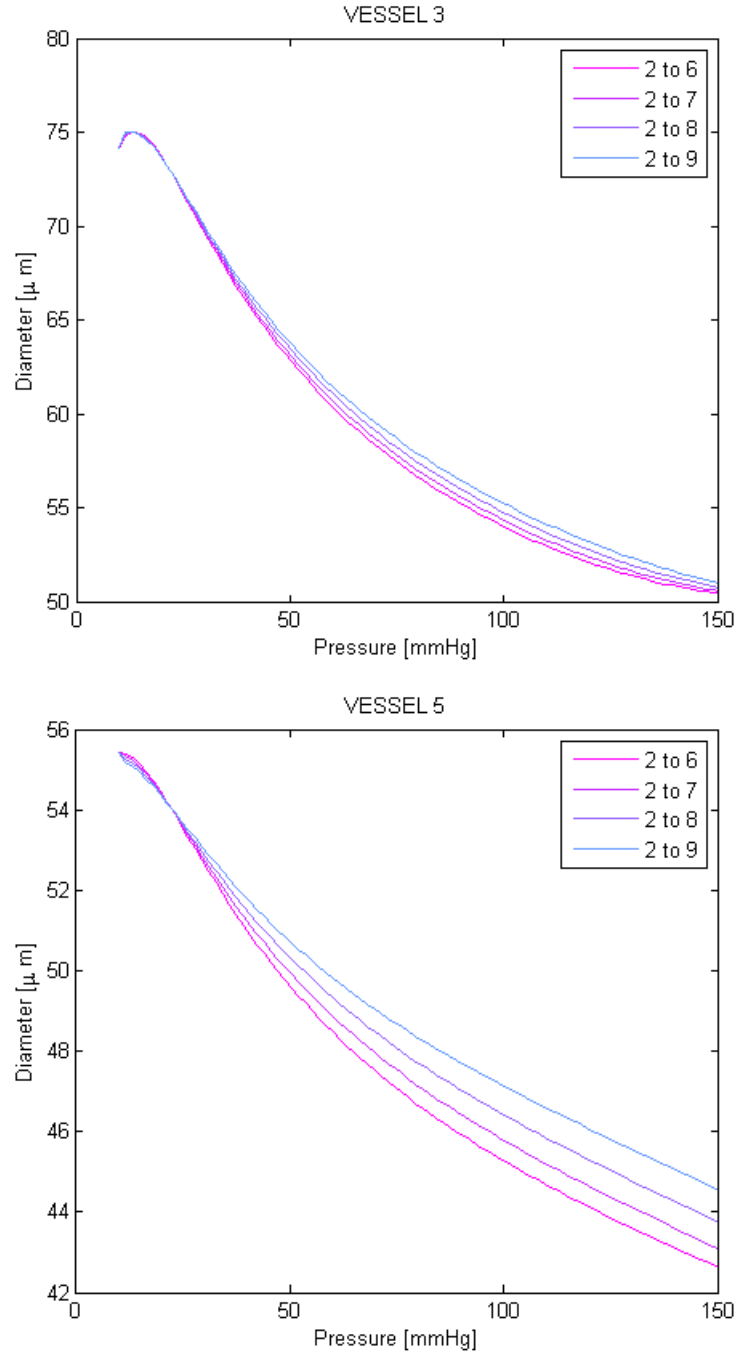 VESSEL 3
80
75
70
65
60
55
50
Diameter [μ m]
0
50
100
150
Pressure [mmHg]
2 to 6
2 to 7
2 to 8
2 to 9
VESSEL 5
56
54
52
50
48
46
44
42
Diameter [μ m]
0
50
100
150
Pressure [mmHg]
2 to 6
2 to 7
2 to 8
2 to 9